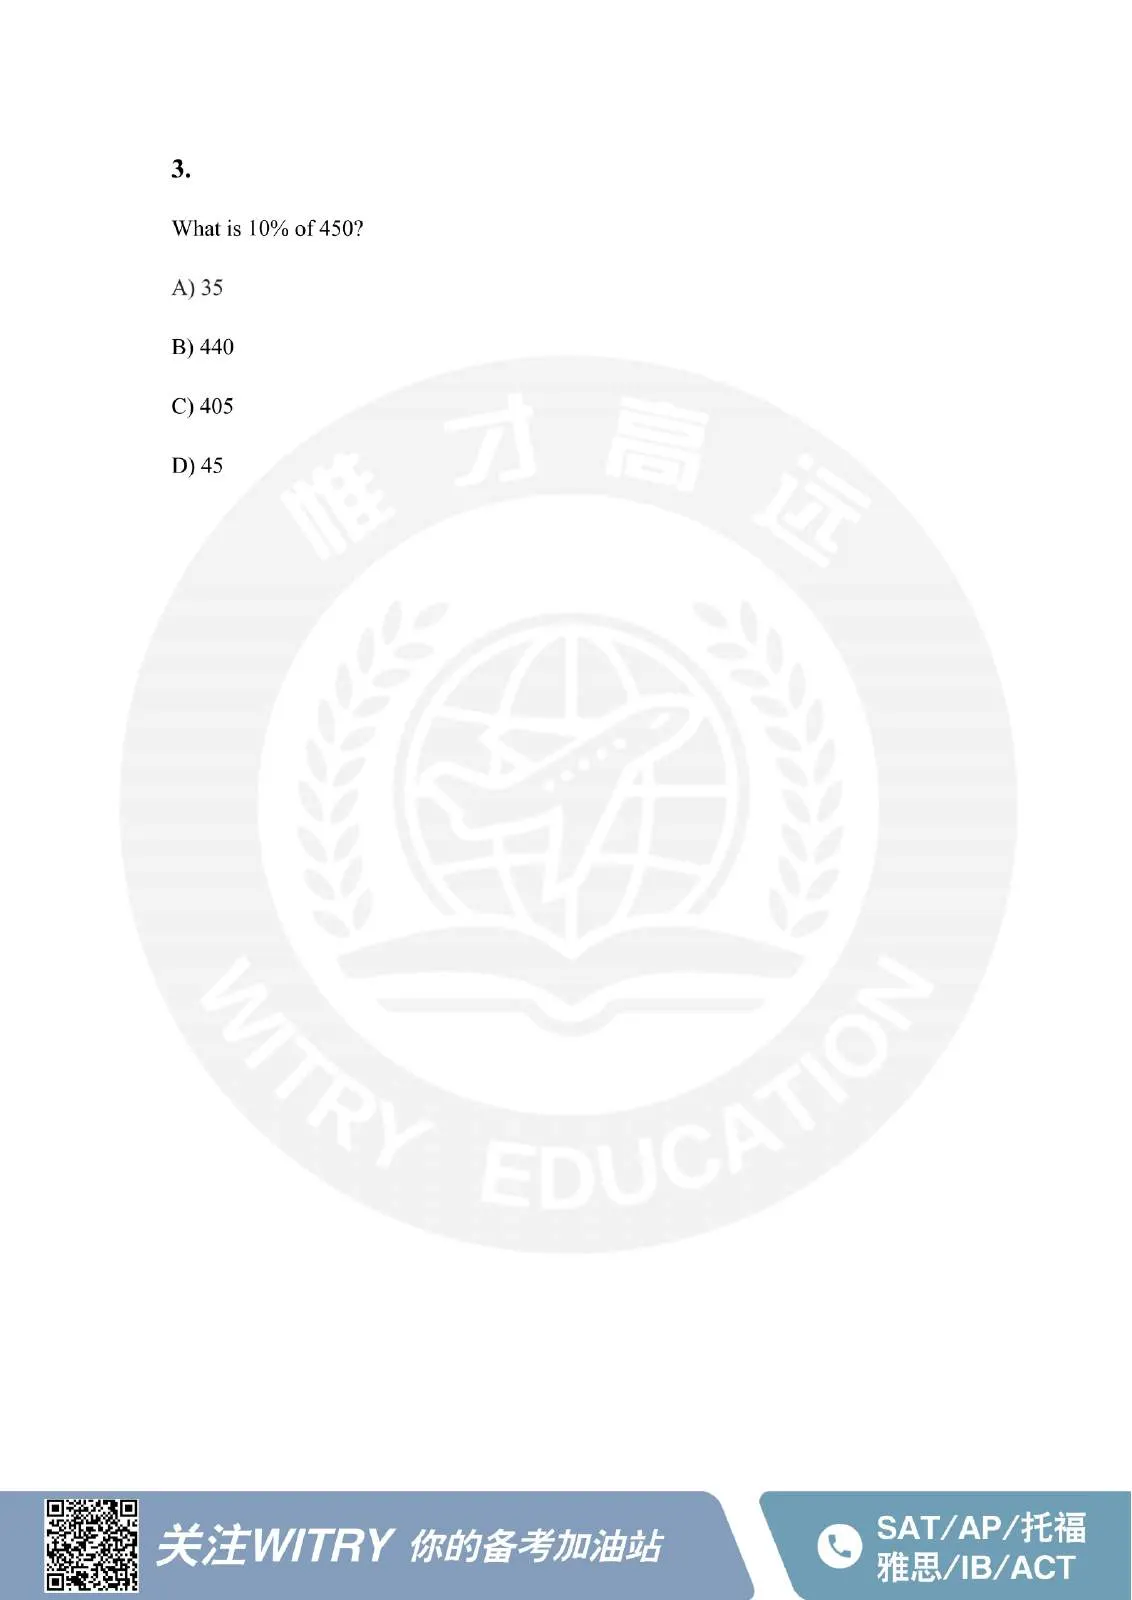 3.
What is 10% of 450?
A) 35
B) 440
C) 405
D) 45
惟才高远
WITRY EDUCATION
关注WITRY 你的备考加油站
SAT/AP/托福
雅思/IB/ACT